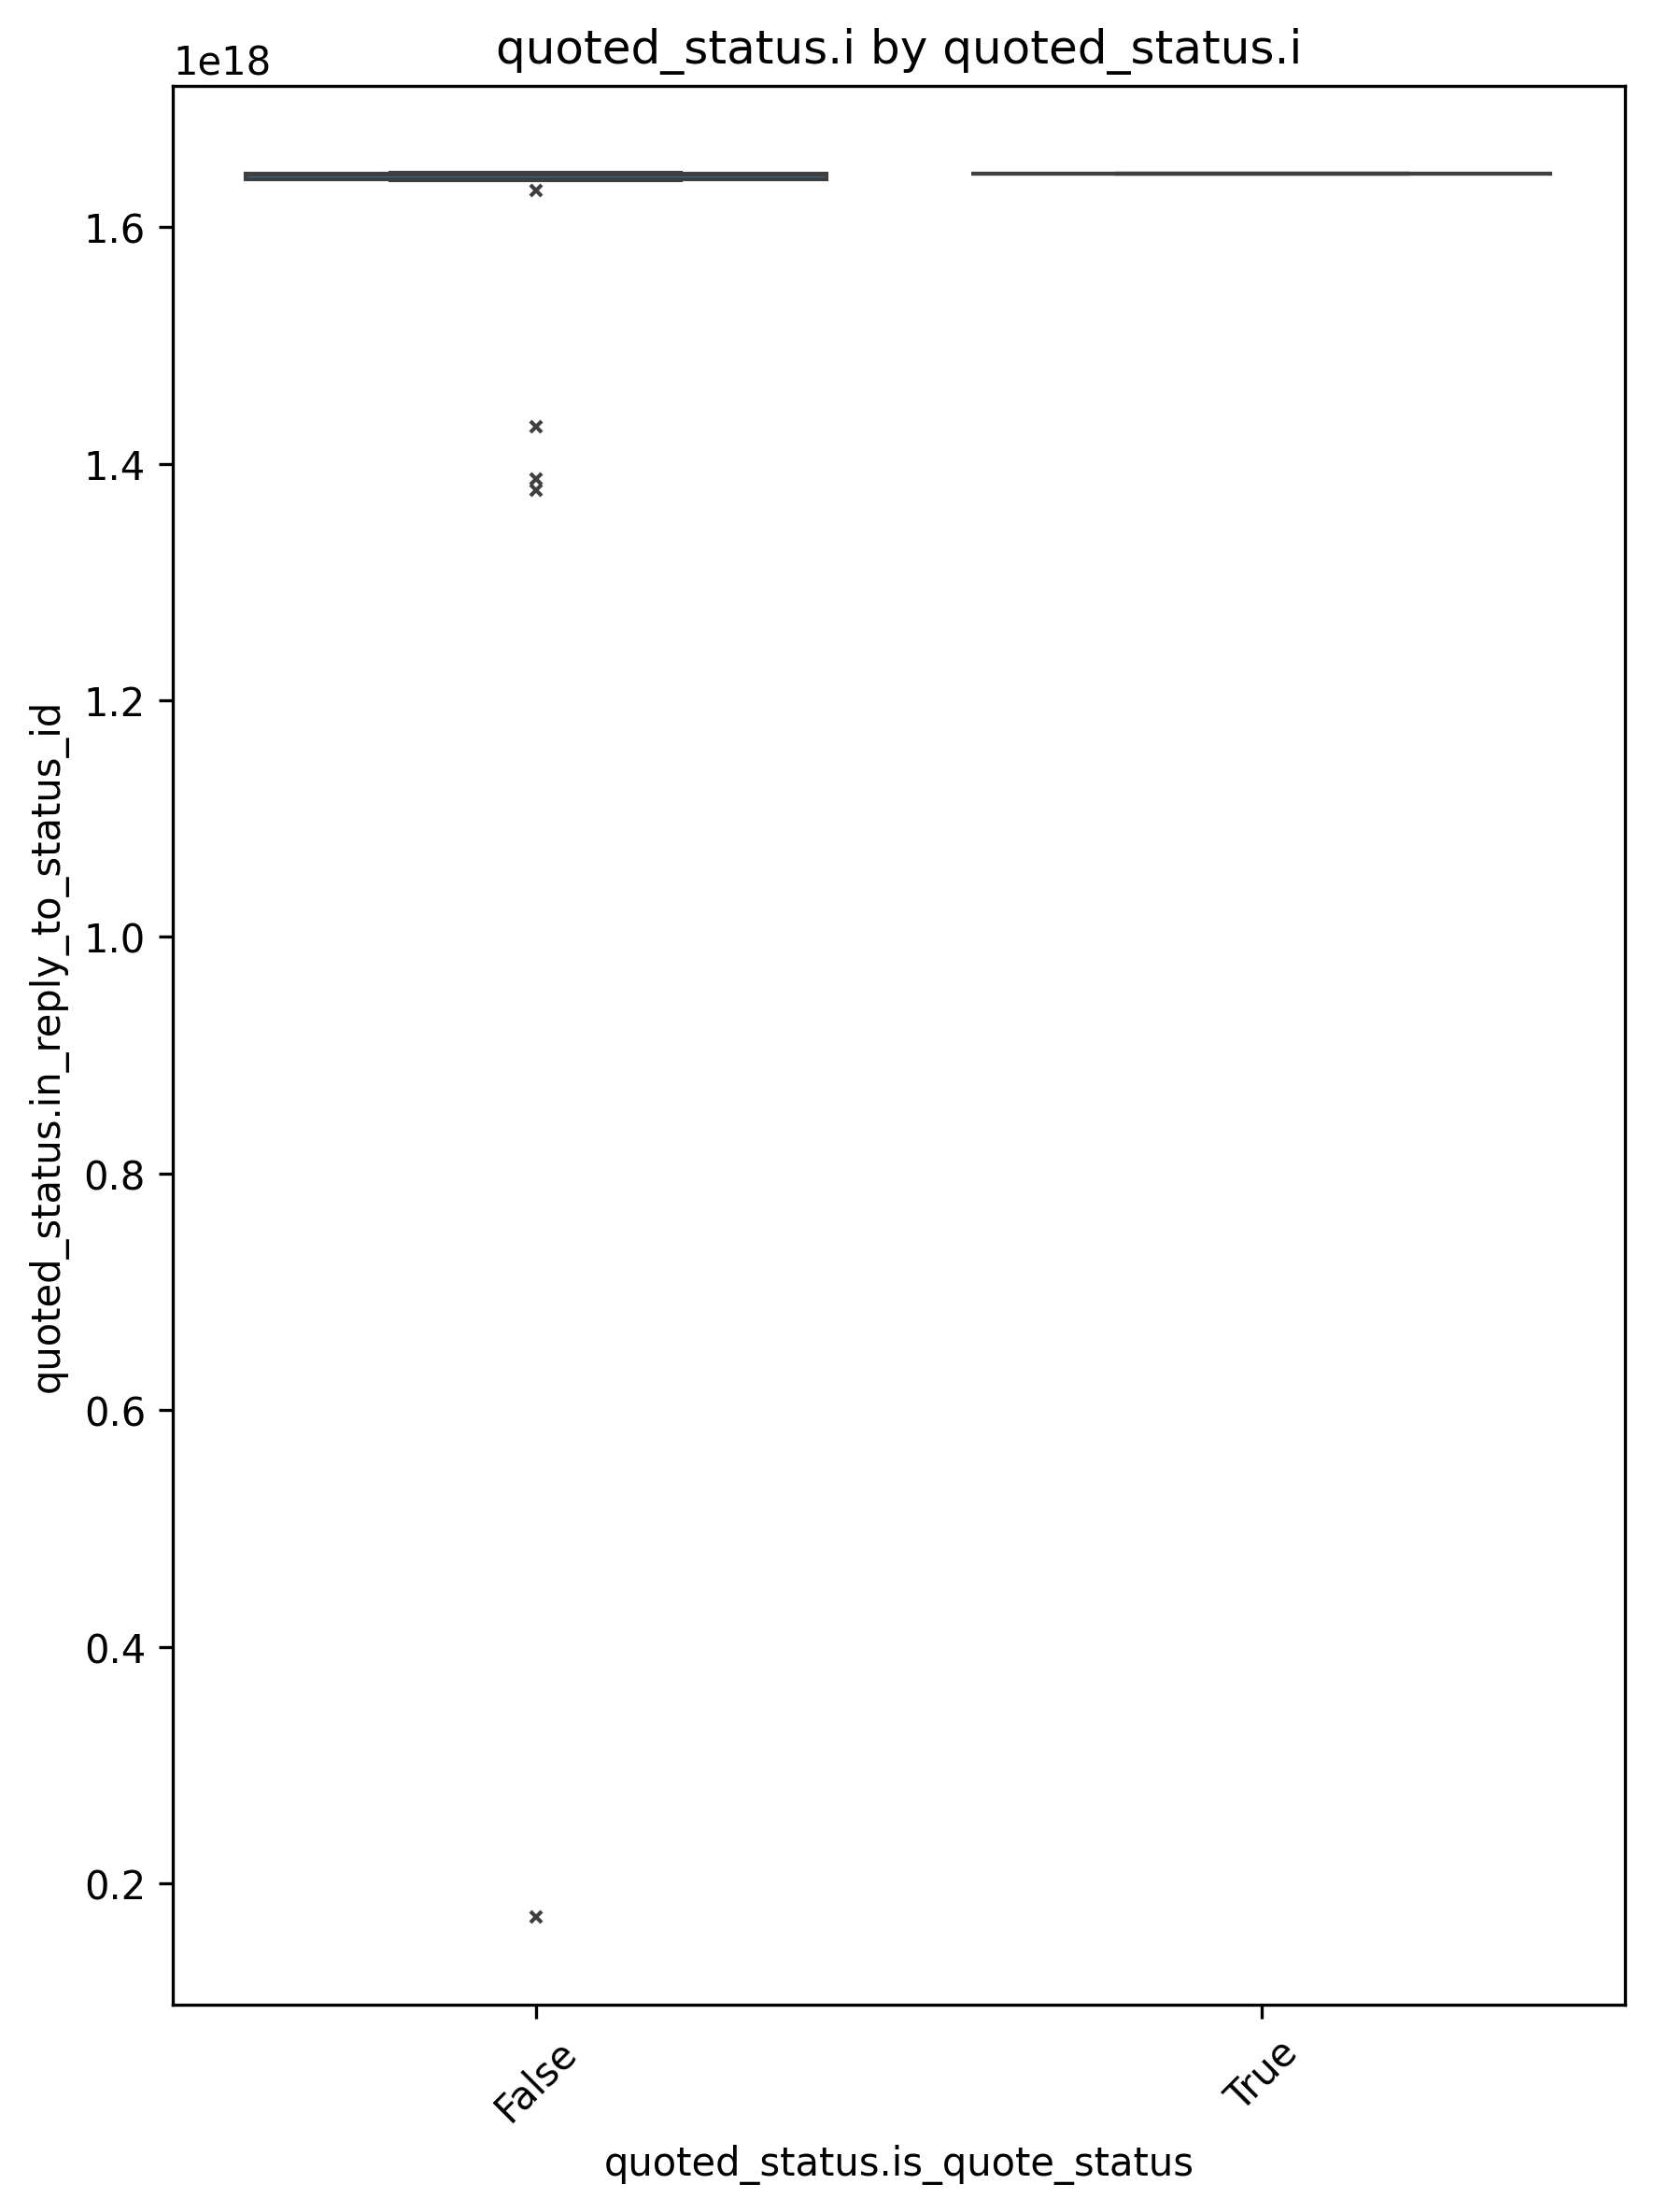 quoted_status.i by quoted_status.i
1e18
1.6
1.4
1.2
1.0
0.8
0.6
0.4
0.2
quoted_status.in_reply_to_status_id
False
True
quoted_status.is_quote_status